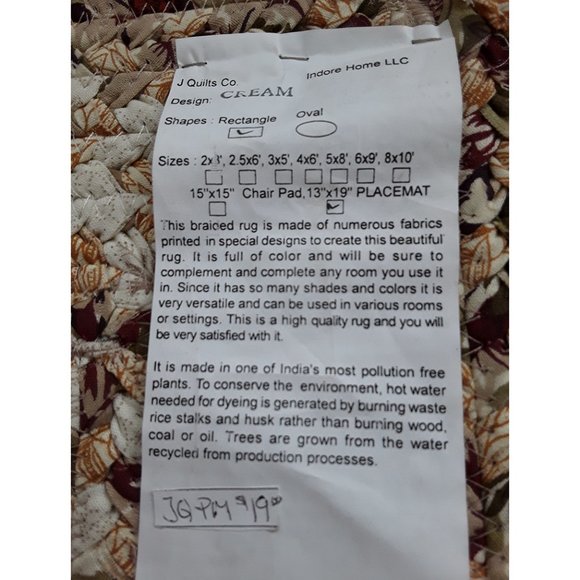 J Quilts Co.
Indore Home LLC
Design: CREAM
Shapes : Rectangle Oval
Sizes : 2x3', 2.5x6', 3x5', 4x6', 5x8', 6x9', 8x10'
15"x15" Chair Pad,13"x19" PLACEMAT
This braided rug is made of numerous fabrics
printed in special designs to create this beautiful
rug. It is full of color and will be sure to
complement and complete any room you use it
in. Since it has so many shades and colors it is
very versatile and can be used in various rooms
or settings. This is a high quality rug and you will
be very satisfied with it.
It is made in one of India's most pollution free
plants. To conserve the environment, hot water
needed for dyeing is generated by burning waste
rice stalks and husk rather than burning wood,
coal or oil. Trees are grown from the water
recycled from production processes.
JQ-PM $19⁰⁰